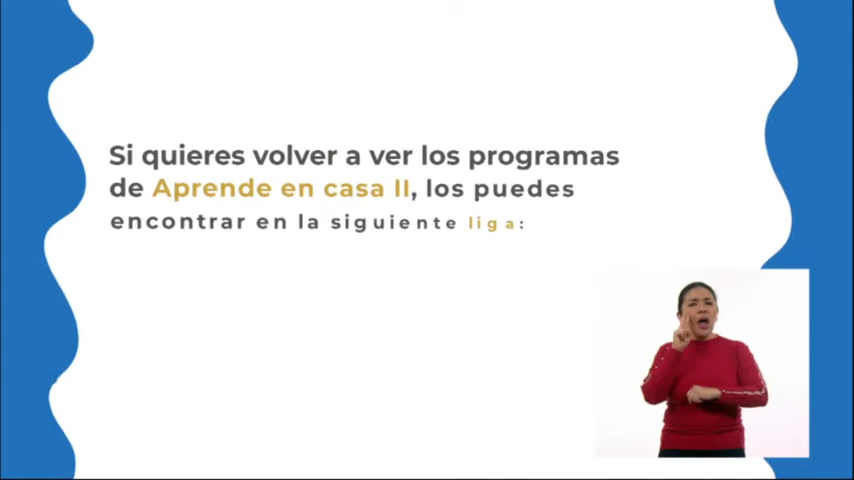 Si quieres volver a ver los programas
de Aprende en casa II, los puedes
encontrar en la siguiente liga: